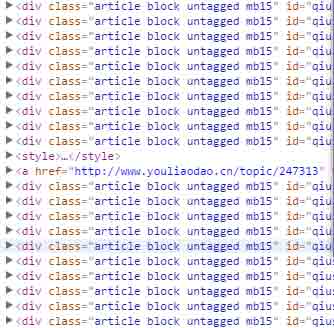 <div class="article block untagged mb15" id="qiu
<div class="article block untagged mb15" id="qiu
<div class="article block untagged mb15" id="qiu
<div class="article block untagged mb15" id="qiu
<div class="article block untagged mb15" id="qiu
<div class="article block untagged mb15" id="qiu
<div class="article block untagged mb15" id="qiu
<div class="article block untagged mb15" id="qiu
<div class="article block untagged mb15" id="qiu
<div class="article block untagged mb15" id="qiu
<style>…</style>
<a href="http://www.youliaodao.cn/topic/247313"
<div class="article block untagged mb15" id="qiu
<div class="article block untagged mb15" id="qiu
<div class="article block untagged mb15" id="qiu
<div class="article block untagged mb15" id="qiu
<div class="article block untagged mb15" id="qiu
<div class="article block untagged mb15" id="qiu
<div class="article block untagged mb15" id="qiu
<div class="article block untagged mb15" id="qiu
<div class="article block untagged mb15" id="qiu
<div class="article block untagged mb15" id="qiu